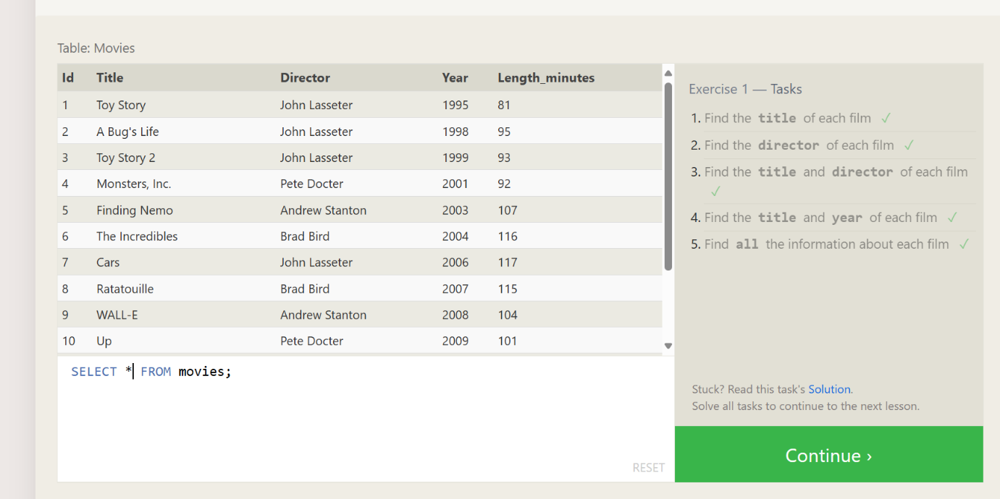 Table: Movies
Id Title Director Year Length_minutes
1 Toy Story John Lasseter 1995 81
2 A Bug's Life John Lasseter 1998 95
3 Toy Story 2 John Lasseter 1999 93
4 Monsters, Inc. Pete Docter 2001 92
5 Finding Nemo Andrew Stanton 2003 107
6 The Incredibles Brad Bird 2004 116
7 Cars John Lasseter 2006 117
8 Ratatouille Brad Bird 2007 115
9 WALL-E Andrew Stanton 2008 104
10 Up Pete Docter 2009 101
SELECT * FROM movies;
RESET
Exercise 1 — Tasks
1. Find the title of each film ✓
2. Find the director of each film ✓
3. Find the title and director of each film
✓
4. Find the title and year of each film ✓
5. Find all the information about each film ✓
Stuck? Read this task's Solution.
Solve all tasks to continue to the next lesson.
Continue ›